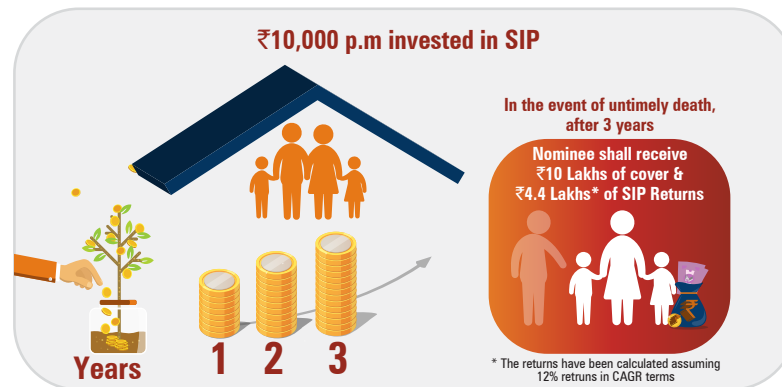 ₹10,000 p.m invested in SIP
In the event of untimely death,
after 3 years
Nominee shall receive
₹10 Lakhs of cover &
₹4.4 Lakhs* of SIP Returns
₹
Years
1 2 3
* The returns have been calculated assuming
12% retruns in CAGR terms